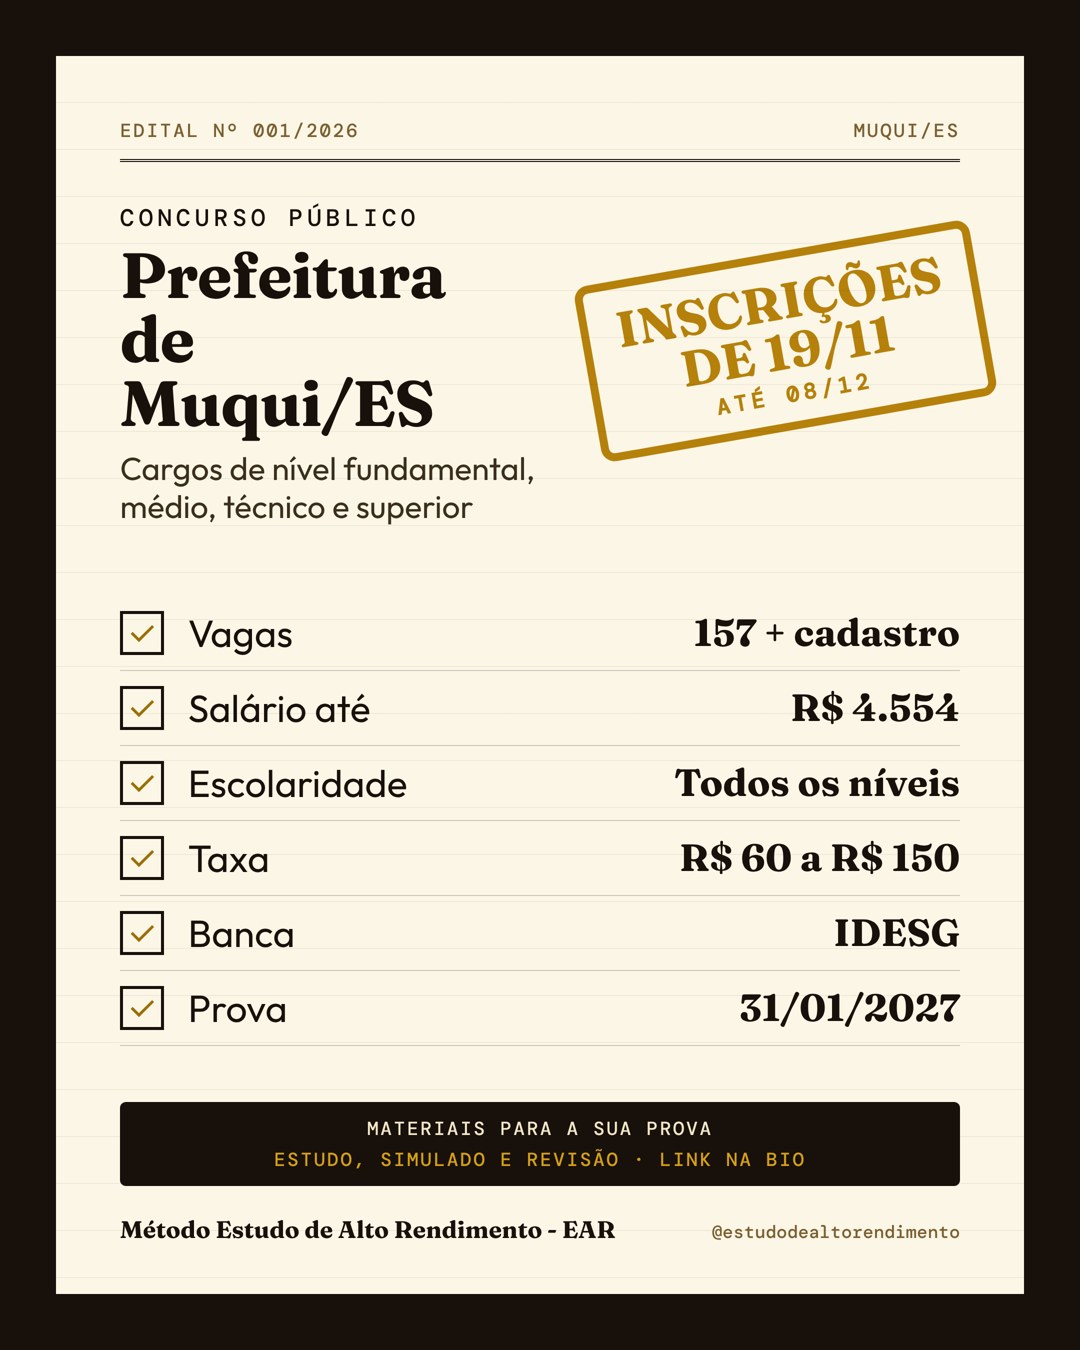 EDITAL Nº 001/2026
MUQUI/ES
CONCURSO PÚBLICO
Prefeitura
de
Muqui/ES
Cargos de nível fundamental,
médio, técnico e superior
INSCRIÇÕES
DE 19/11
ATÉ 08/12
Vagas 157 + cadastro
Salário até R$ 4.554
Escolaridade Todos os níveis
Taxa R$ 60 a R$ 150
Banca IDESG
Prova 31/01/2027
MATERIAIS PARA A SUA PROVA
ESTUDO, SIMULADO E REVISÃO · LINK NA BIO
Método Estudo de Alto Rendimento - EAR
@estudodealtorendimento